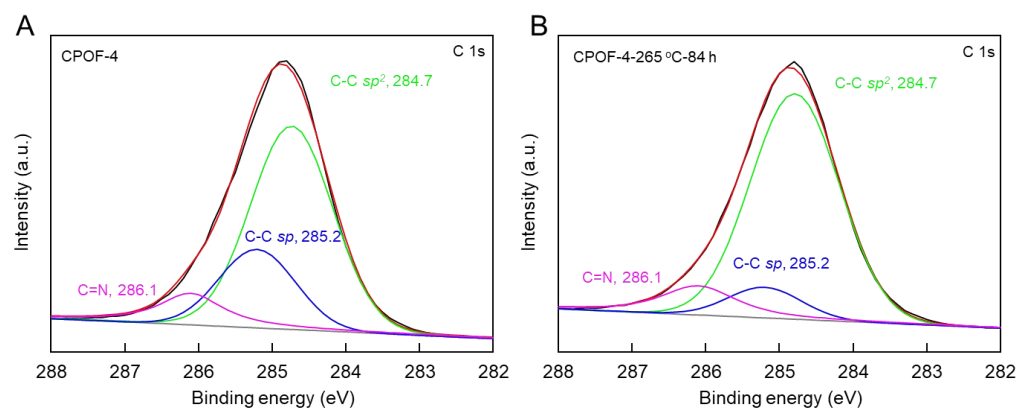 A
CPOF-4
C 1s
C-C sp², 284.7
C-C sp, 285.2
C=N, 286.1
Intensity (a.u.)
288 287 286 285 284 283 282
Binding energy (eV)
B
CPOF-4-265 °C-84 h
C 1s
C-C sp², 284.7
C-C sp, 285.2
C=N, 286.1
Intensity (a.u.)
288 287 286 285 284 283 282
Binding energy (eV)